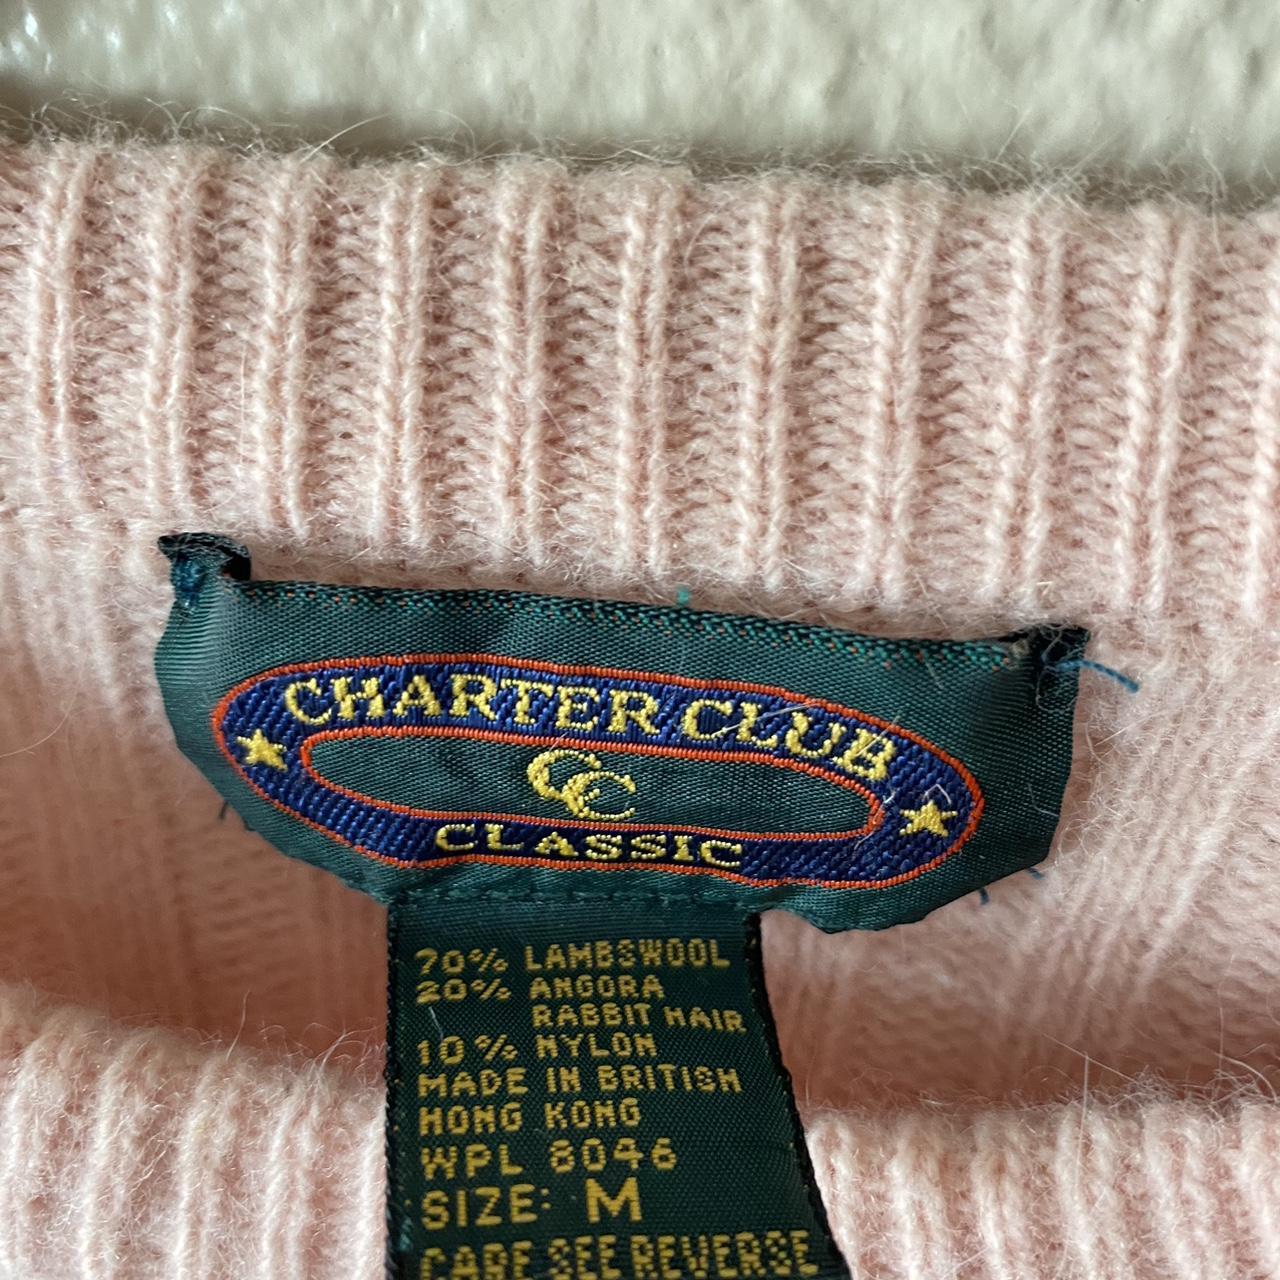 CHARTER CLUB
CC
CLASSIC
70% LAMBSWOOL
20% ANGORA
RABBIT HAIR
10% NYLON
MADE IN BRITISH
HONG KONG
WPL 8046
SIZE: M
CARE SEE REVERSE